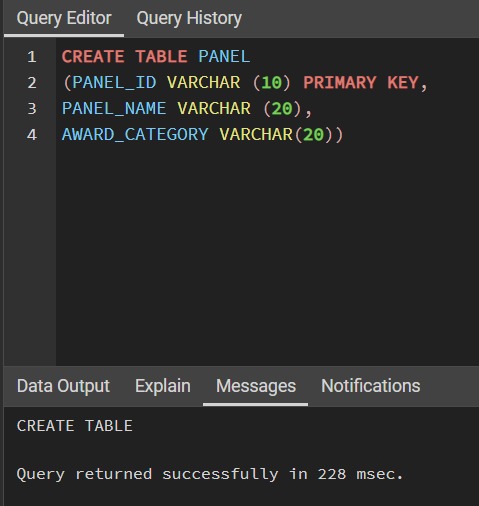 Query Editor Query History
1 CREATE TABLE PANEL
2 (PANEL_ID VARCHAR (10) PRIMARY KEY,
3 PANEL_NAME VARCHAR (20),
4 AWARD_CATEGORY VARCHAR(20))
Data Output Explain Messages Notifications
CREATE TABLE
Query returned successfully in 228 msec.